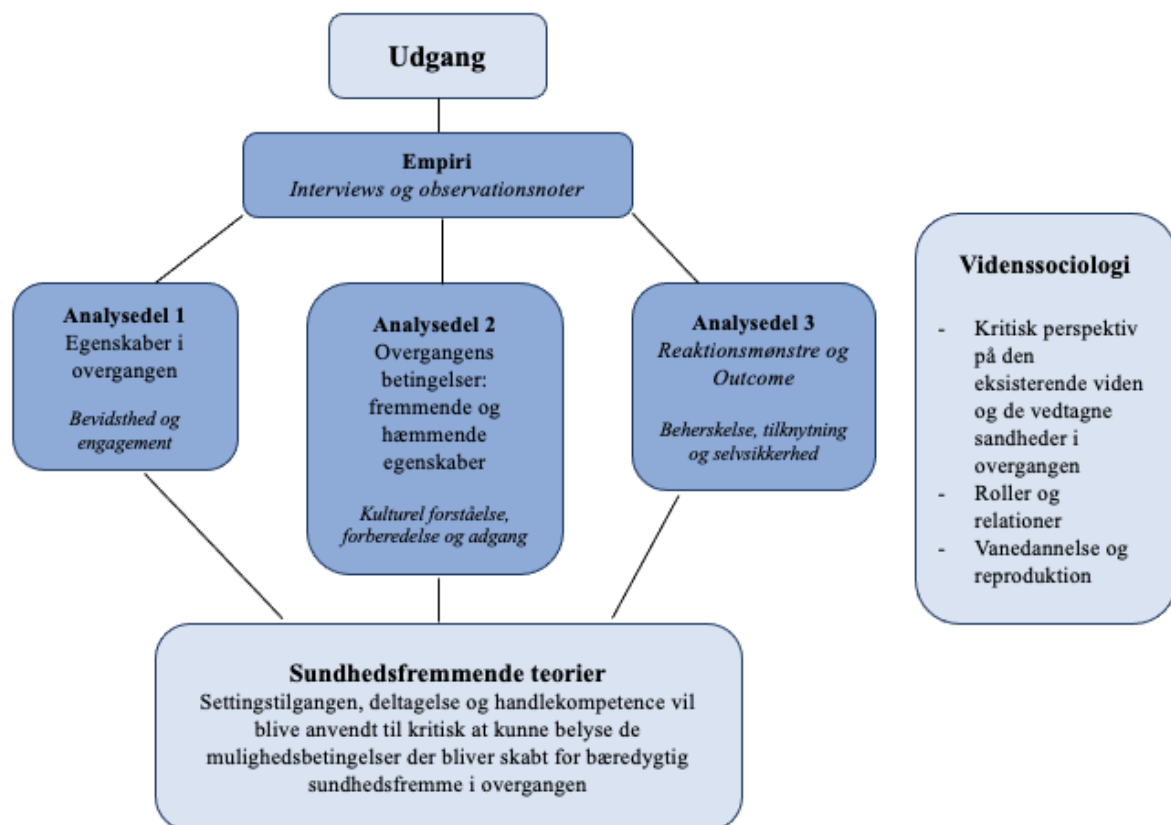 Udgang
Empiri
Interviews og observationsnoter
Analysedel 1
Egenskaber i
overgangen
Bevidsthed og
engagement
Analysedel 2
Overgangens
betingelser:
fremmende og
hæmmende
egenskaber
Kulturel forståelse,
forberedelse og adgang
Analysedel 3
Reaktionsmønstre og
Outcome
Beherskelse, tilknytning
og selvsikkerhed
Videnssociologi
- Kritisk perspektiv
på den
eksisterende viden
og de vedtagne
sandheder i
overgangen
- Roller og
relationer
- Vanedannelse og
reproduktion
Sundhedsfremmende teorier
Settingstilgangen, deltagelse og handlekompetence vil
blive anvendt til kritisk at kunne belyse de
mulighedsbetingelser der bliver skabt for bæredygtig
sundhedsfremme i overgangen